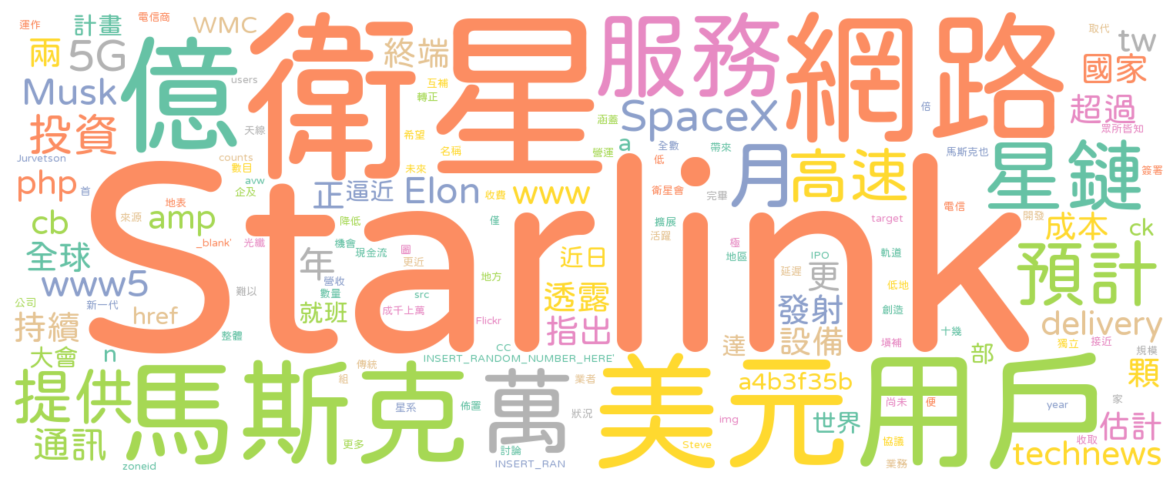 運作
計畫
電信商
WMC
兩
5G
億
衛星
終端
服務
網路
取代
tw
國家
Musk
投資
users
互補
轉正
涵蓋
SpaceX
倍
超過
眾所皆知
Jurvetson
天線
希望
營運
a
全數
帶來
月
高速
馬斯克也
星鏈
簽署
php
首
counts
數目
avw
企及
名稱
未來
正
逼近
Elon
收費
www
低
衛星會
完畢
cb
地表
來源
amp
Starlink
降低
僅
擴展
活躍
target
電信
開發
成本
ck
全球
_blank'
光纖
機會
現金流
圖
更近
近日
極
地區
IPO
軌道
預計
www5
年
營收
數量
地方
延遲
更
低地
公司
新一代
難以
src
透露
發射
創造
持續
href
就班
成千上萬
Flickr
指出
十幾
填補
delivery
整體
達
設備
獨立
接近
規模
大會
n
CC
INSERT_RANDOM_NUMBER_HERE'
部
提供
馬斯克
傳統
組
萬
業者
美元
a4b3f35b
用戶
顆
星系
佈置
狀況
尚未
便
year
家
通訊
更多
img
世界
協議
收取
估計
zoneid
討論
INSERT_RAN
Steve
業務
technews